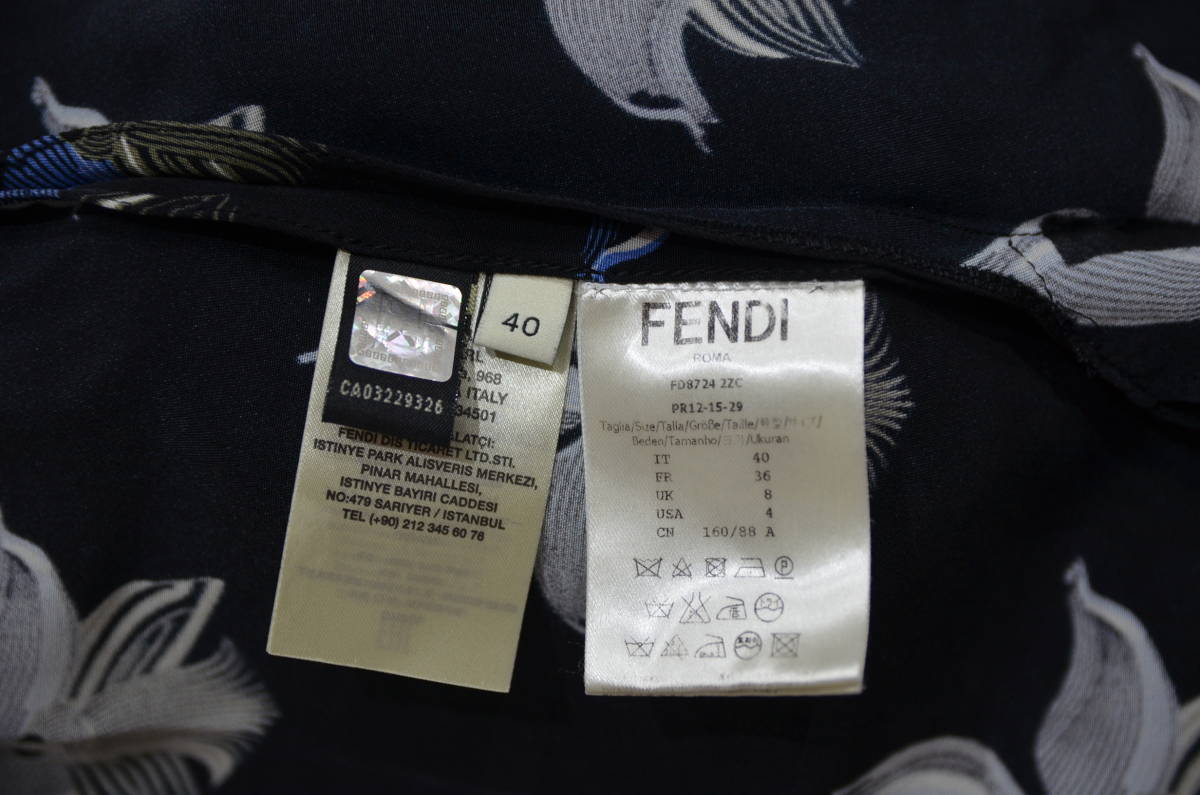 CA03229326
40
RL
, 968
ITALY
34501
LATÇI:
FENDI DIS TICARET LTD.STI.
ISTINYE PARK ALISVERIS MERKEZI,
PINAR MAHALLESI,
ISTINYE BAYIRI CADDESI
NO:479 SARIYER / ISTANBUL
TEL (+90) 212 345 60 76
FENDI
ROMA
FD8724 2ZC
PR12-15-29
Taglia/Size/Talla/Größe/Taille/
Beden/Tamanho/ /Ukuran
IT 40
FR 36
UK 8
USA 4
CN 160/88 A
P